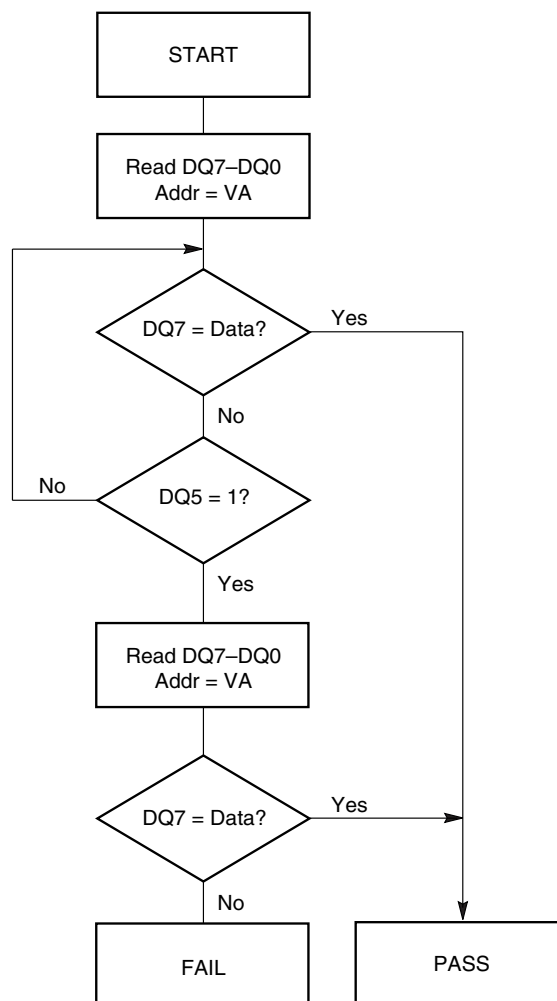 START
Read DQ7–DQ0
Addr = VA
DQ7 = Data?
Yes
No
No
DQ5 = 1?
Yes
Read DQ7–DQ0
Addr = VA
DQ7 = Data?
Yes
No
FAIL
PASS